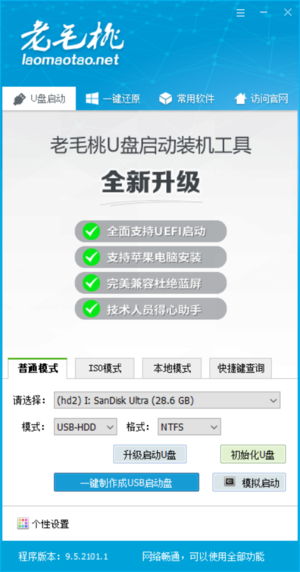 老毛桃
laomaotao.net
U盘启动 一键还原 常用软件 访问官网
老毛桃U盘启动装机工具
全新升级
全面支持UEFI启动
支持苹果电脑安装
完美兼容杜绝蓝屏
技术人员得心助手
普通模式 ISO模式 本地模式 快捷键查询
请选择： (hd2) I: SanDisk Ultra (28.6 GB)
模式： USB-HDD 格式： NTFS
升级启动U盘 初始化U盘
一键制作成USB启动盘 模拟启动
个性设置
程序版本：9.5.2101.1 网络畅通，可以使用全部功能